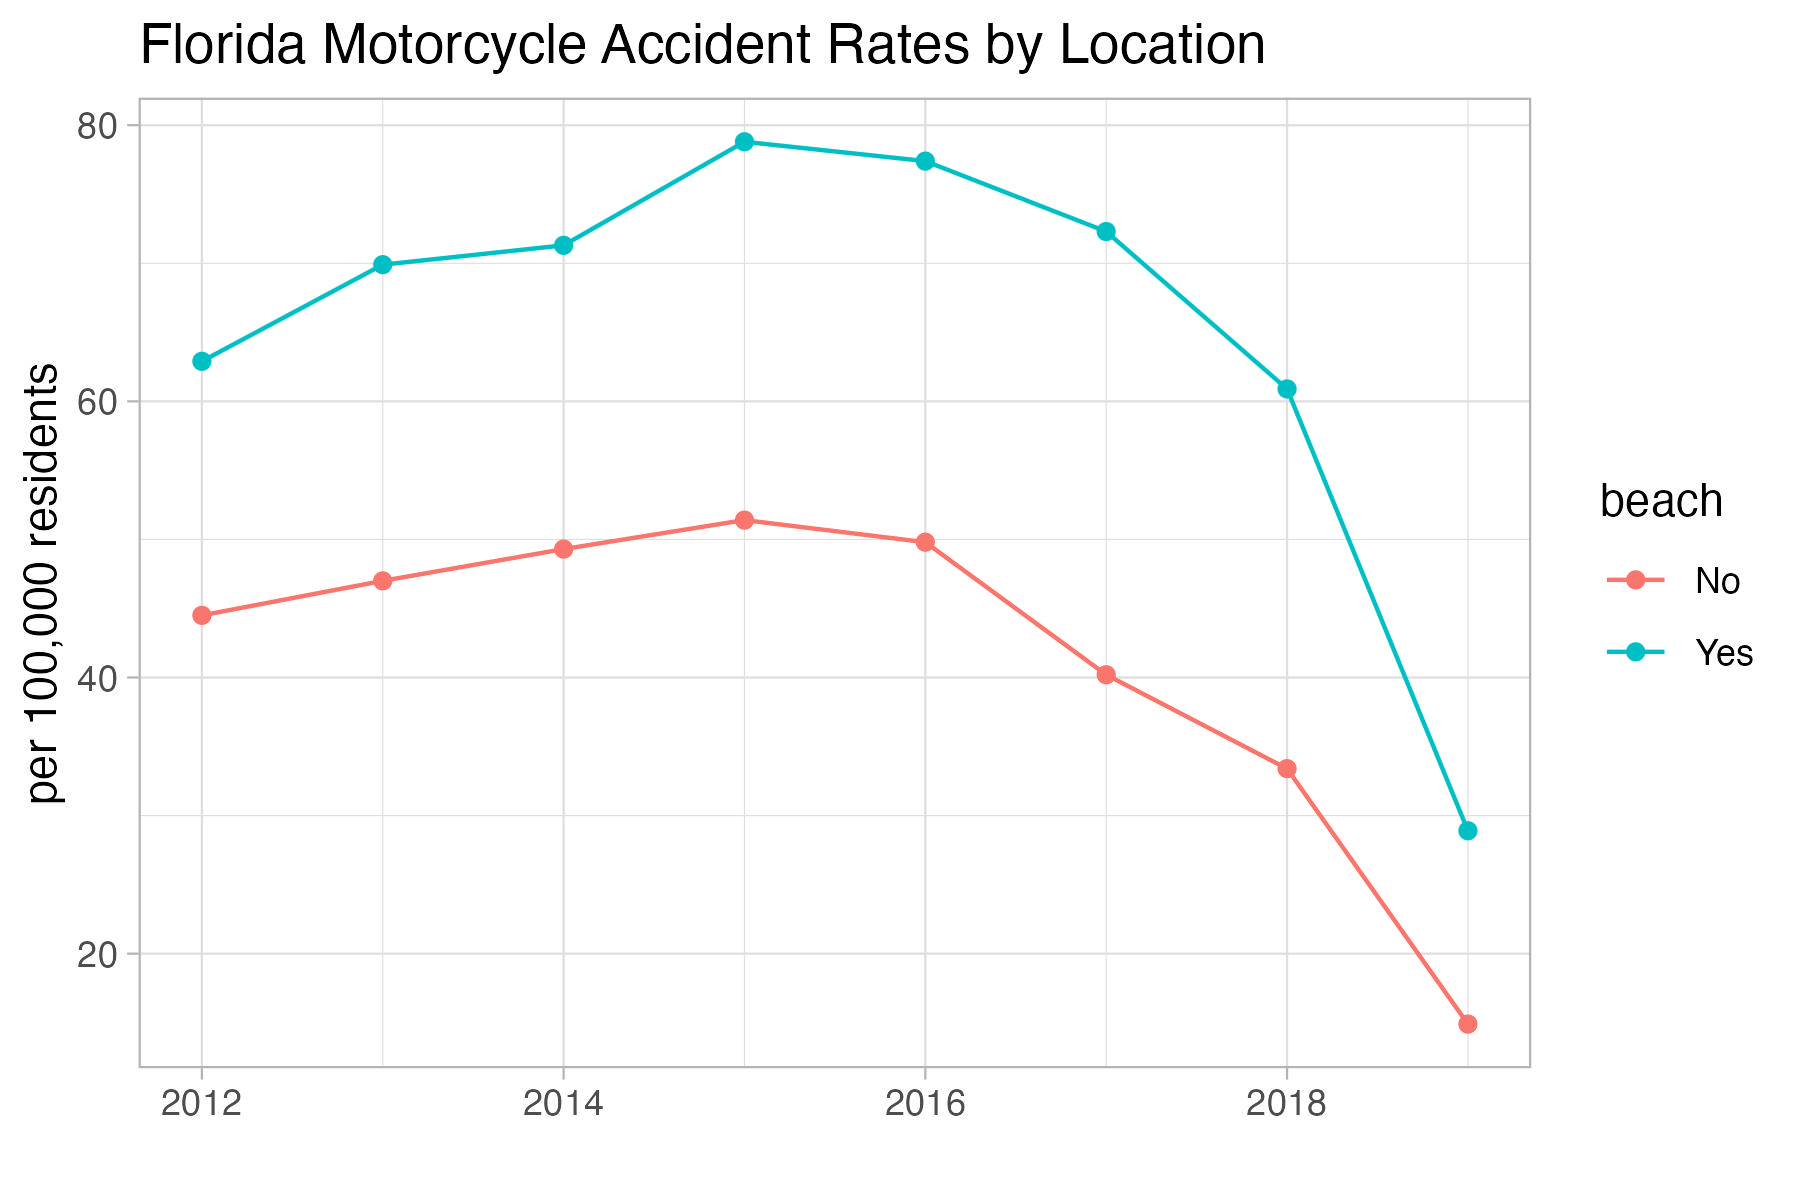 Florida Motorcycle Accident Rates by Location
per 100,000 residents
80
60
40
20
2012 2014 2016 2018
beach
No
Yes